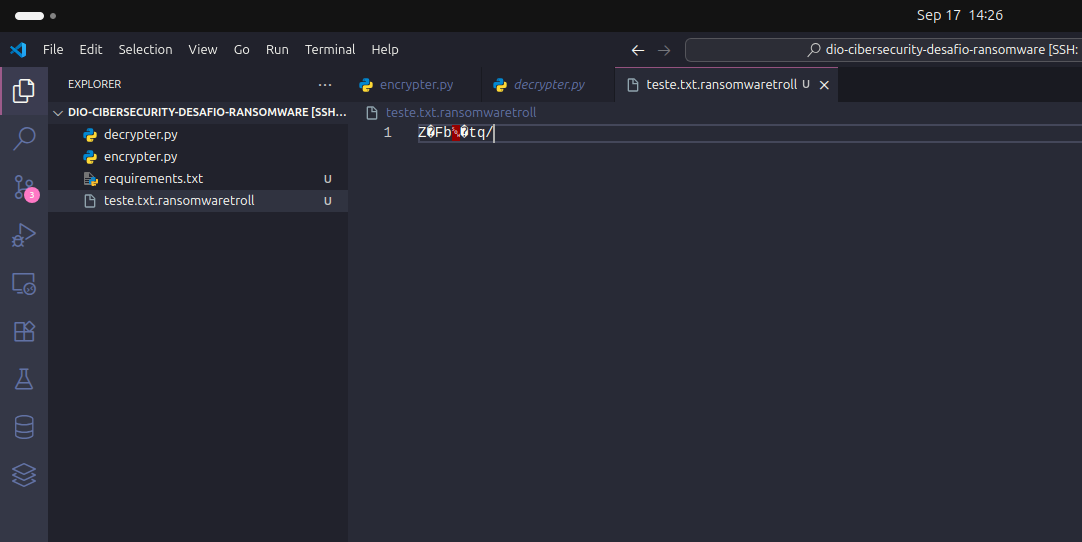 Sep 17 14:26
File Edit Selection View Go Run Terminal Help
dio-cibersecurity-desafio-ransomware [SSH:
EXPLORER
encrypter.py
decrypter.py
teste.txt.ransomwaretroll U
DIO-CIBERSECURITY-DESAFIO-RANSOMWARE [SSH...
teste.txt.ransomwaretroll
decrypter.py
1 Z�Fb%�tq/
encrypter.py
requirements.txt U
3
teste.txt.ransomwaretroll U